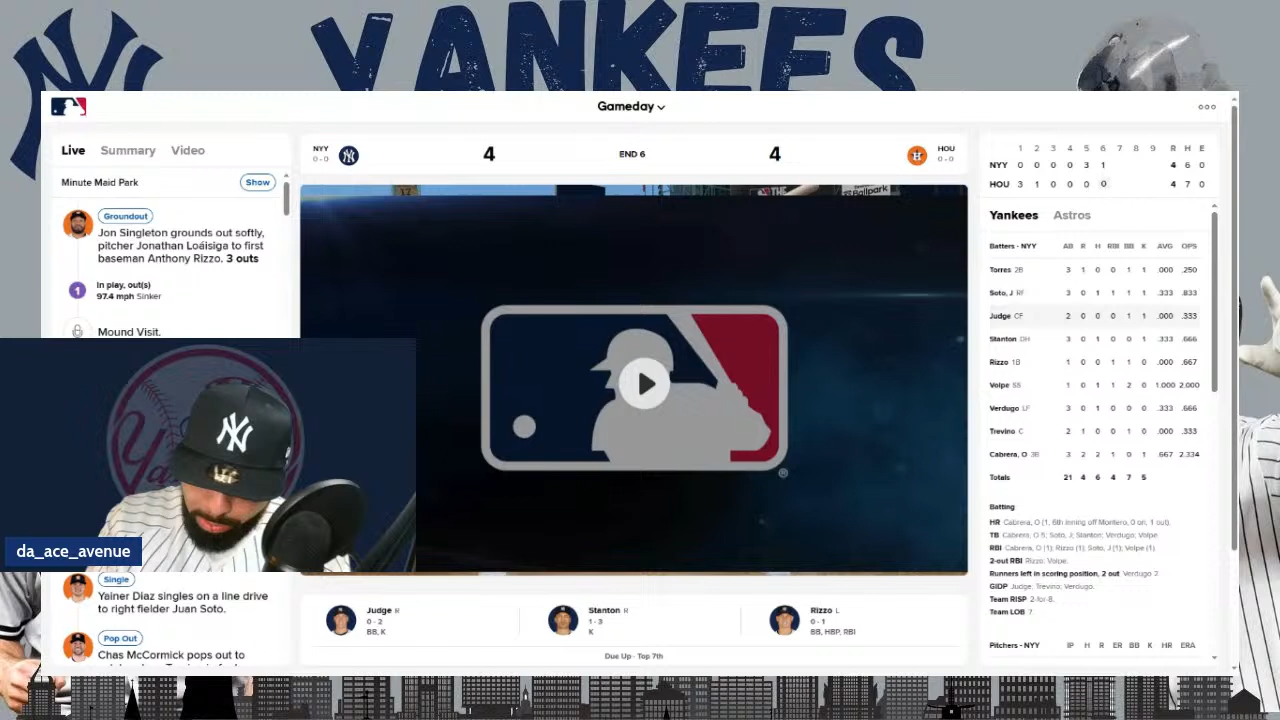 YANKEES
Gameday
Live Summary Video
NYY
0 - 0
4
END 6
4
HOU
0 - 0
1 2 3 4 5 6 7 8 9 R H E
NYY 0 0 0 0 3 1 4 6 0
HOU 3 1 0 0 0 0 4 7 0
Minute Maid Park
Show
Groundout
Jon Singleton grounds out softly,
pitcher Jonathan Loáisiga to first
baseman Anthony Rizzo. 3 outs
1
In play, out(s)
97.4 mph Sinker
Mound Visit.
da_ace_avenue
Single
Yainer Diaz singles on a line drive
to right fielder Juan Soto.
Pop Out
Chas McCormick pops out to
Ballpark
Judge R
0 - 2
BB, K
Stanton R
1 - 3
K
Rizzo L
0 - 1
BB, HBP, RBI
Due Up - Top 7th
Yankees Astros
Batters - NYY AB R H RBI BB K AVG OPS
Torres 2B 3 1 0 0 1 1 .000 .250
Soto, J RF 3 0 1 1 1 1 .333 .833
Judge CF 2 0 0 0 1 1 .000 .333
Stanton DH 3 0 1 0 0 1 .333 .666
Rizzo 1B 1 0 0 1 1 0 .000 .667
Volpe SS 1 0 1 1 2 0 1.000 2.000
Verdugo LF 3 0 1 0 0 0 .333 .666
Trevino C 2 1 0 0 1 0 .000 .333
Cabrera, O 3B 3 2 2 1 0 1 .667 2.334
Totals 21 4 6 4 7 5
Batting
HR Cabrera, O (1, 6th inning off Montero, 0 on, 1 out).
TB Cabrera, O 5; Soto, J; Stanton; Verdugo; Volpe.
RBI Cabrera, O (1); Rizzo (1); Soto, J (1); Volpe (1).
2-out RBI Rizzo; Volpe.
Runners left in scoring position, 2 out Verdugo 2.
GIDP Judge; Trevino; Verdugo.
Team RISP 2-for-8.
Team LOB 7.
Pitchers - NYY IP H R ER BB K HR ERA